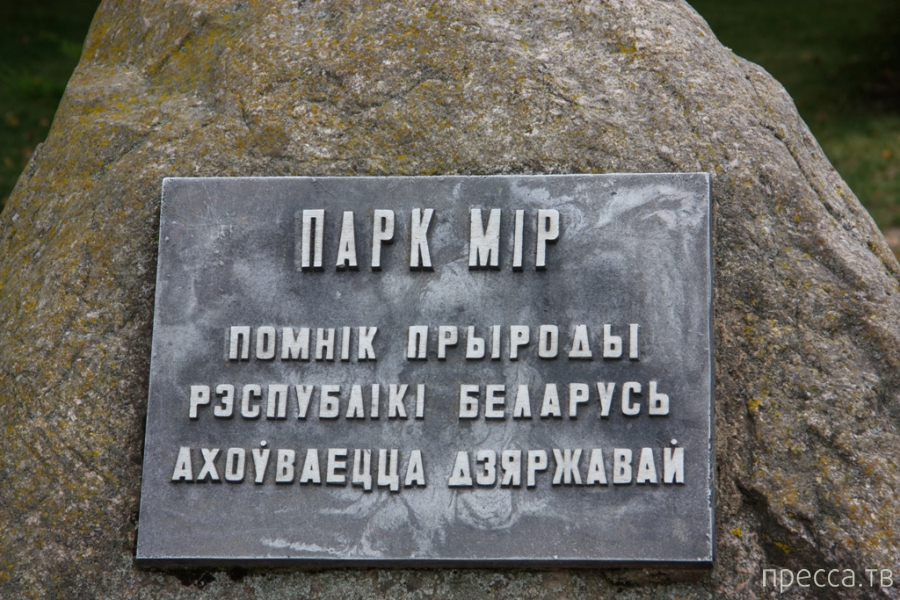 ПАРК МІР
ПОМНІК ПРЫРОДЫ
РЭСПУБЛІКІ БЕЛАРУСЬ
АХОЎВАЕЦЦА ДЗЯРЖАВАЙ
пресса.тв